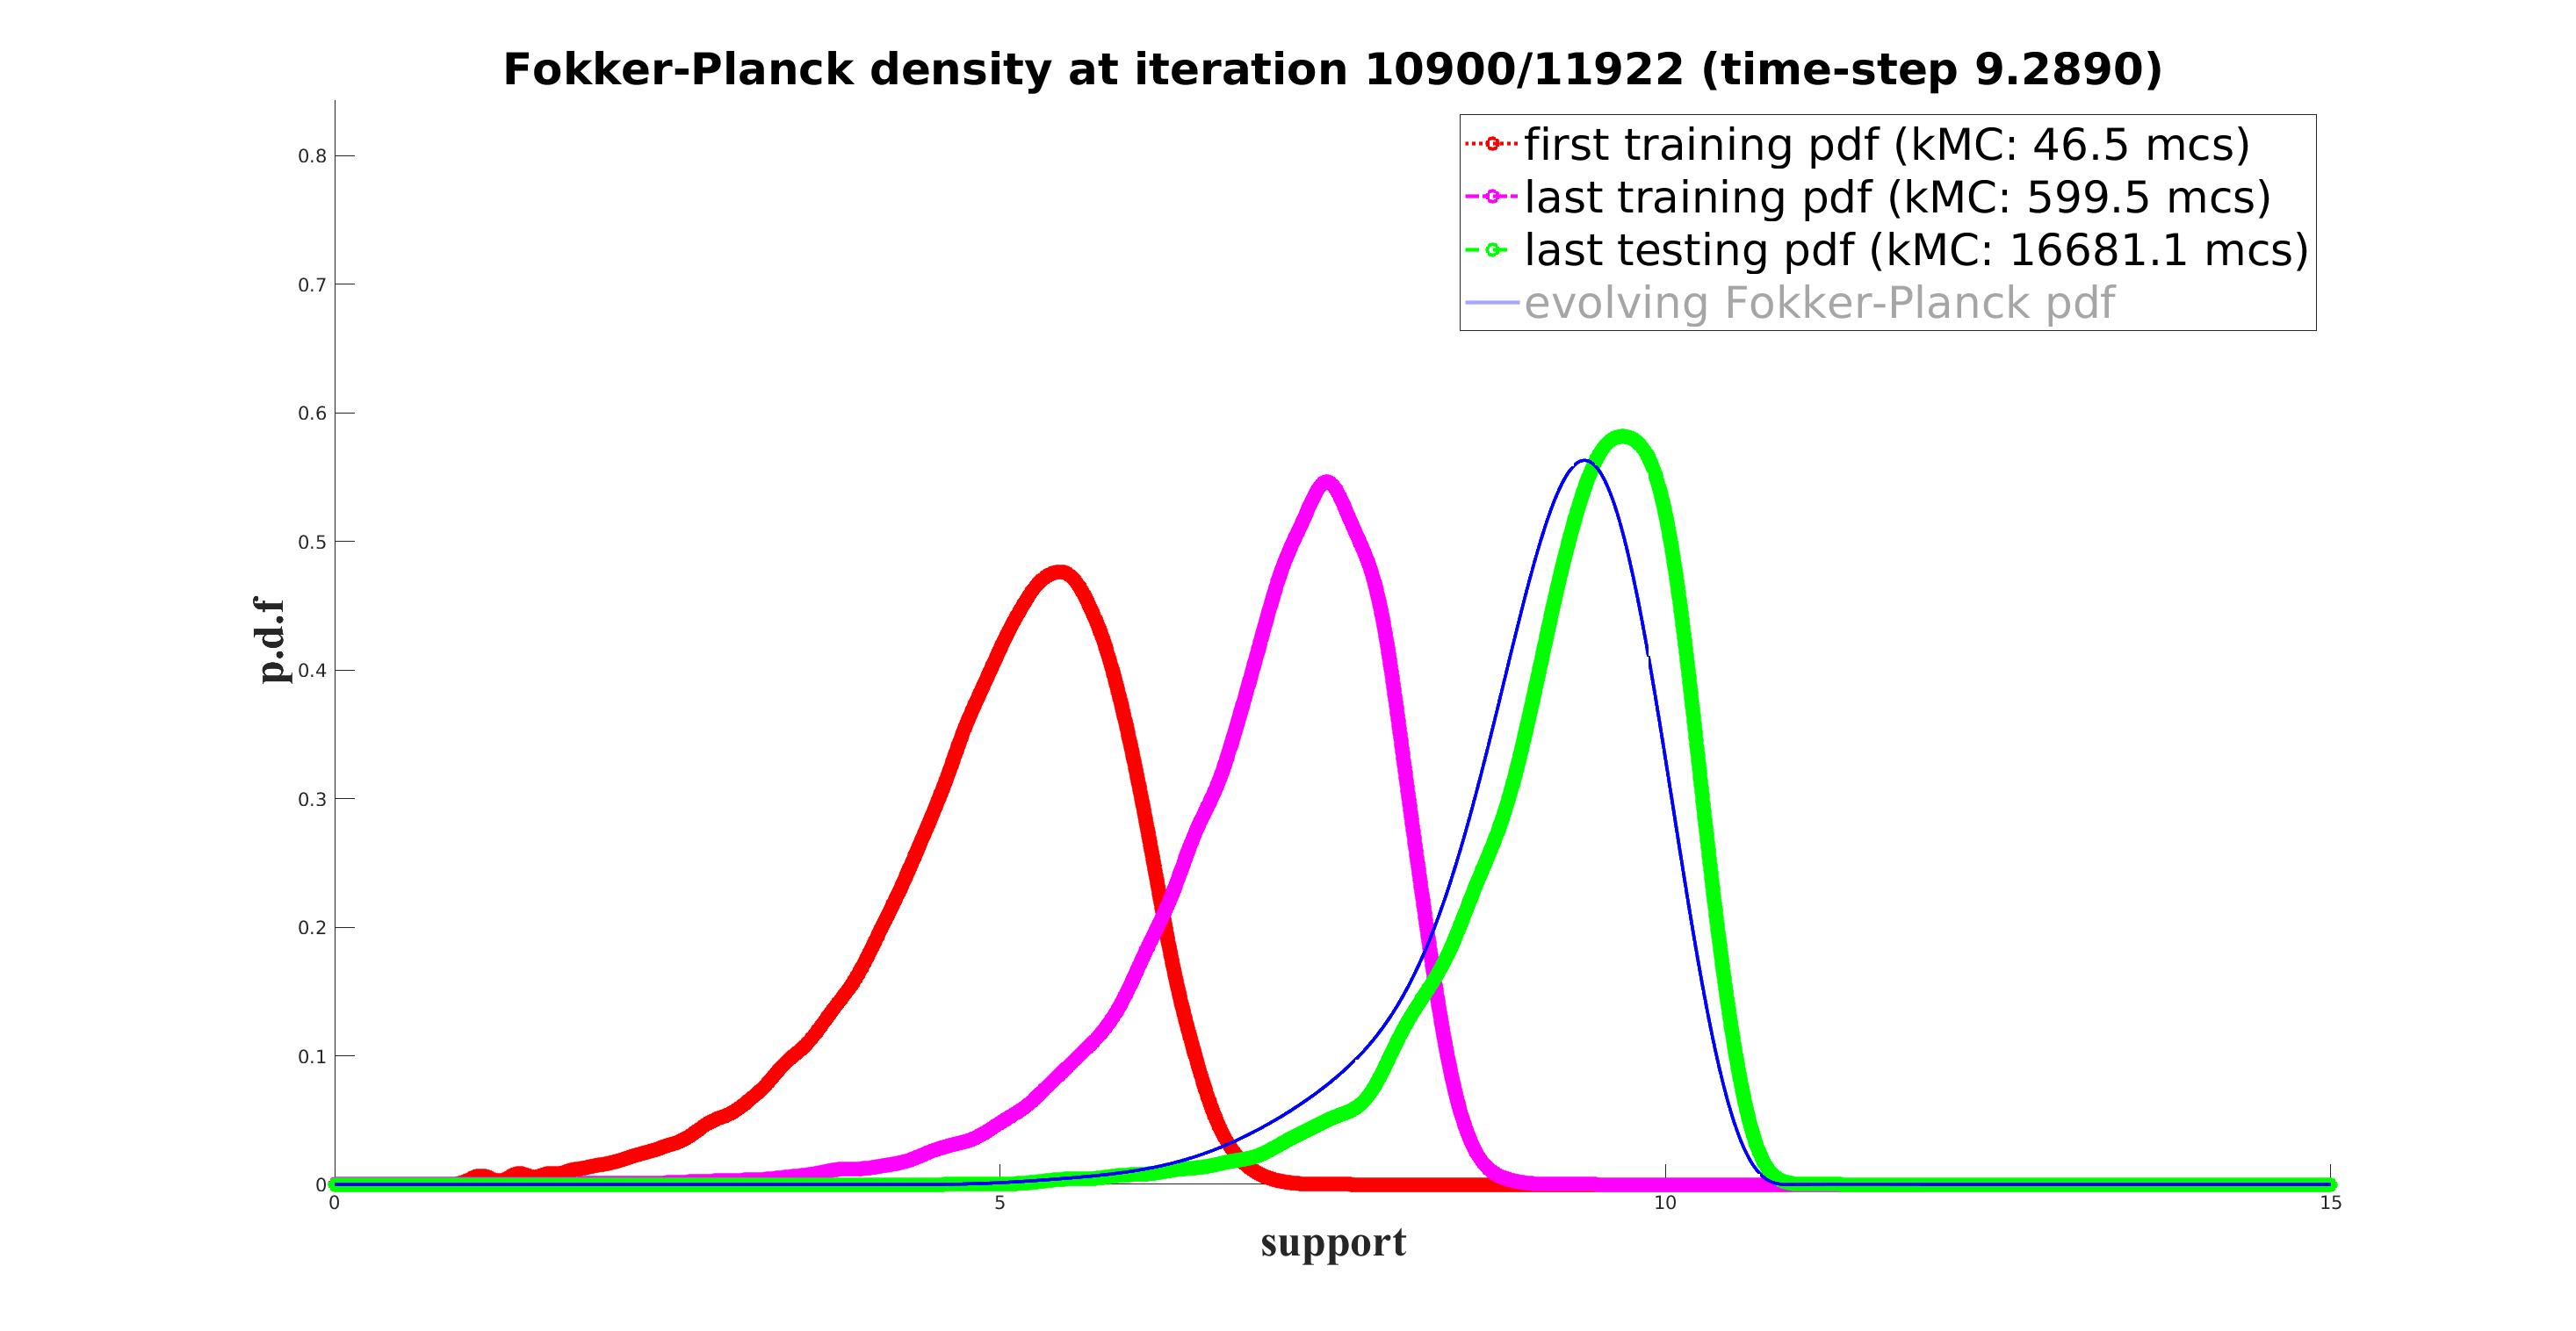 Fokker-Planck density at iteration 10900/11922 (time-step 9.2890)
first training pdf (kMC: 46.5 mcs)
last training pdf (kMC: 599.5 mcs)
last testing pdf (kMC: 16681.1 mcs)
evolving Fokker-Planck pdf
0.8
0.7
0.6
0.5
0.4
0.3
0.2
0.1
0
p.d.f
0 5 10 15
support